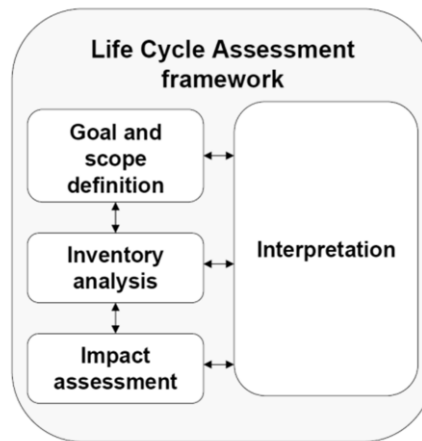 Life Cycle Assessment
framework
Goal and
scope
definition
Inventory
analysis
Impact
assessment
Interpretation